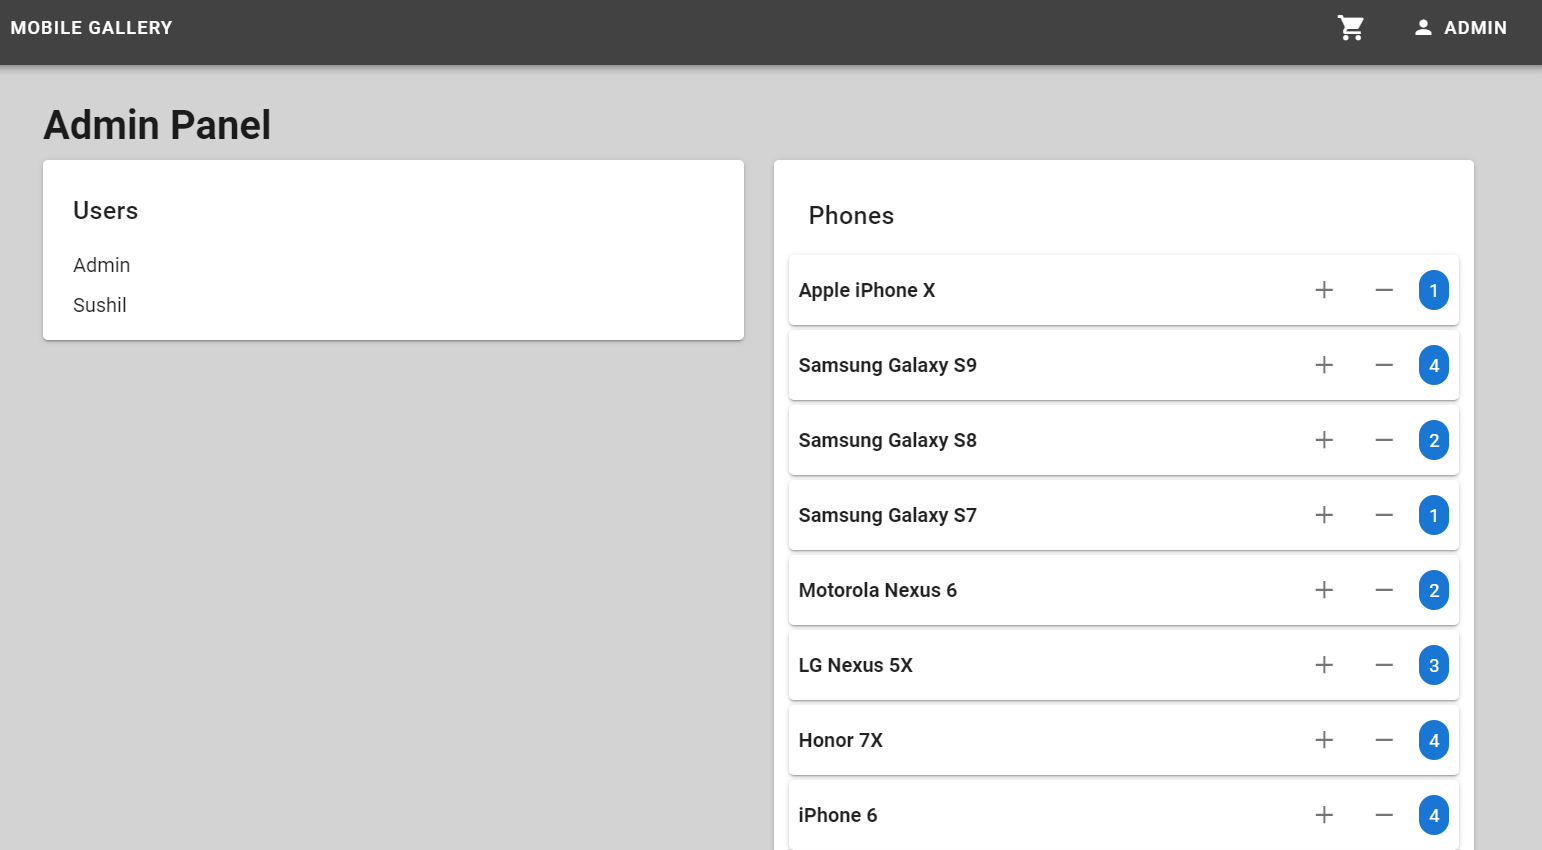 MOBILE GALLERY
ADMIN
Admin Panel
Users
Admin
Sushil
Phones
Apple iPhone X + − 1
Samsung Galaxy S9 + − 4
Samsung Galaxy S8 + − 2
Samsung Galaxy S7 + − 1
Motorola Nexus 6 + − 2
LG Nexus 5X + − 3
Honor 7X + − 4
iPhone 6 + − 4